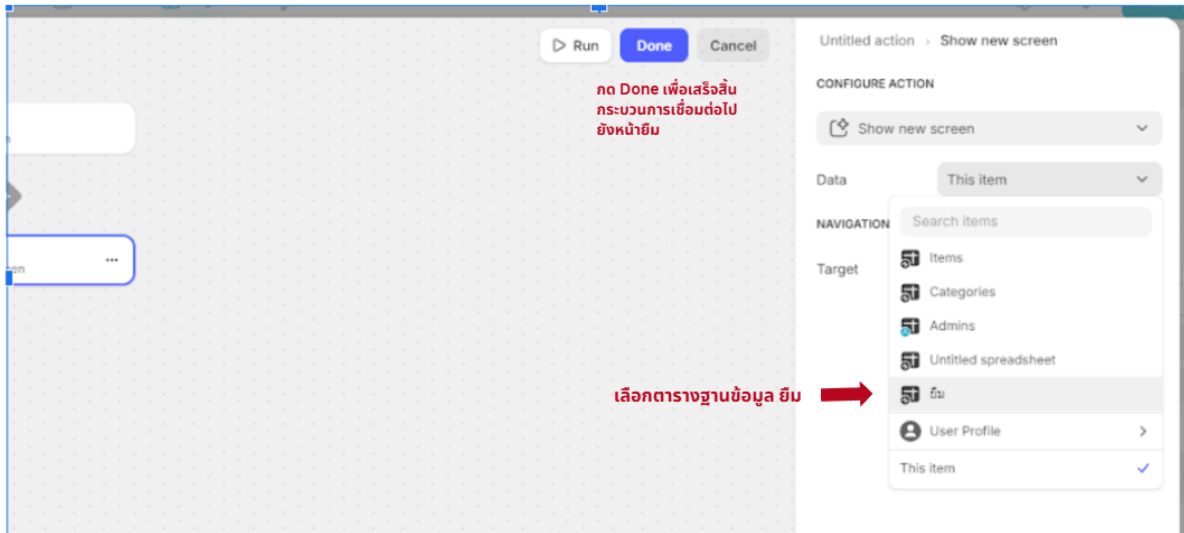 Run
Done
Cancel
กด Done เพื่อเสร็จสิ้น
กระบวนการเชื่อมต่อไป
ยังหน้ายืม
Untitled action › Show new screen
CONFIGURE ACTION
Show new screen
Data
This item
Search items
NAVIGATION
Items
Target
Categories
Admins
Untitled spreadsheet
เลือกตารางฐานข้อมูล ยืม
ยืม
User Profile
This item